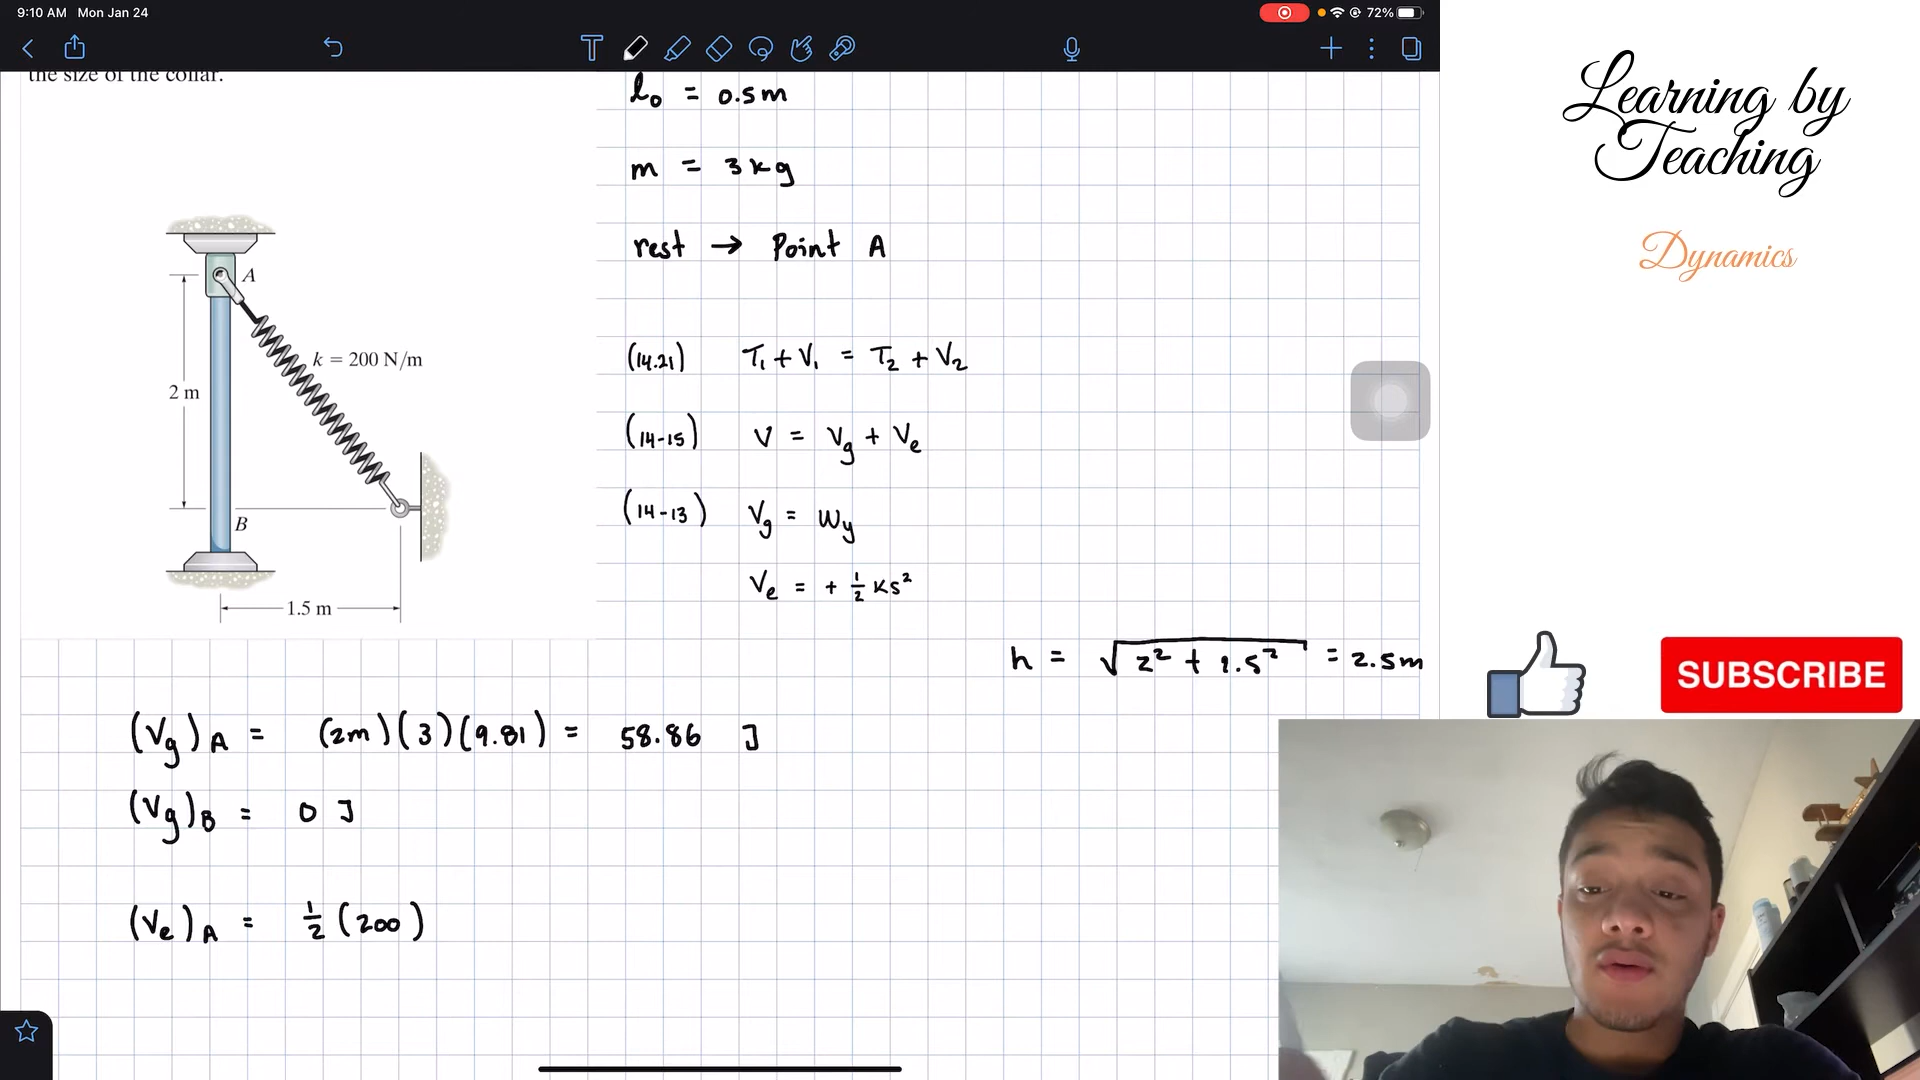 9:10 AM Mon Jan 24
72%
the size of the collar.
l₀ = 0.5m
m = 3kg
rest → Point A
A
k = 200 N/m
2 m
B
1.5 m
(14.21) T₁ + V₁ = T₂ + V₂
(14-15) V = Vg + Ve
(14-13) Vg = Wy
Ve = + ½ ks²
h = √(2² + 1.5²) = 2.5m
(Vg)A = (2m)(3)(9.81) = 58.86 J
(Vg)B = 0 J
(Ve)A = ½ (200)
Learning by
Teaching
Dynamics
SUBSCRIBE